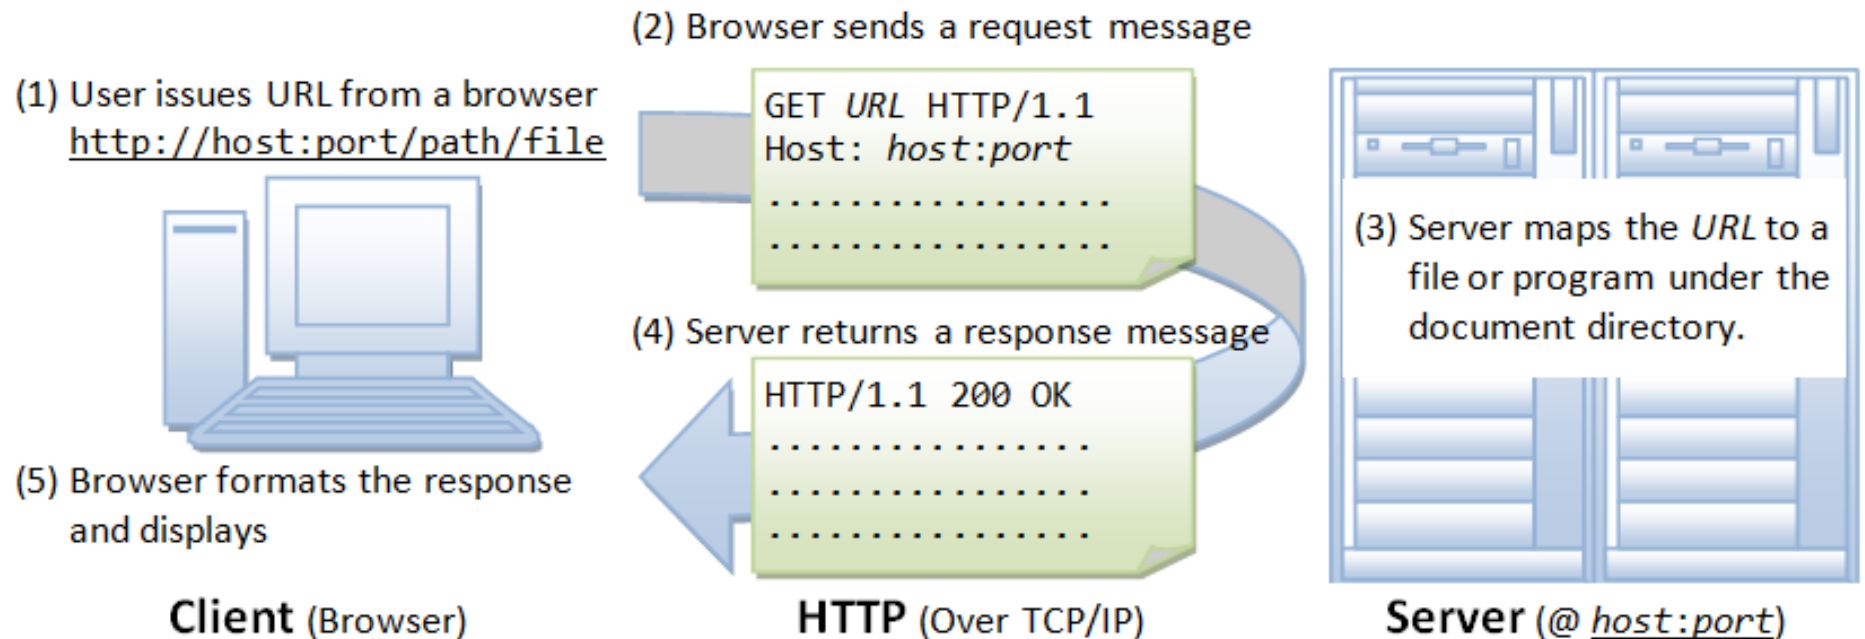 (1) User issues URL from a browser
http://host:port/path/file
(2) Browser sends a request message
GET URL HTTP/1.1
Host: host:port
..................
..................
(3) Server maps the URL to a
file or program under the
document directory.
(4) Server returns a response message
HTTP/1.1 200 OK
.................
.................
.................
(5) Browser formats the response
and displays
Client (Browser)
HTTP (Over TCP/IP)
Server (@ host:port)